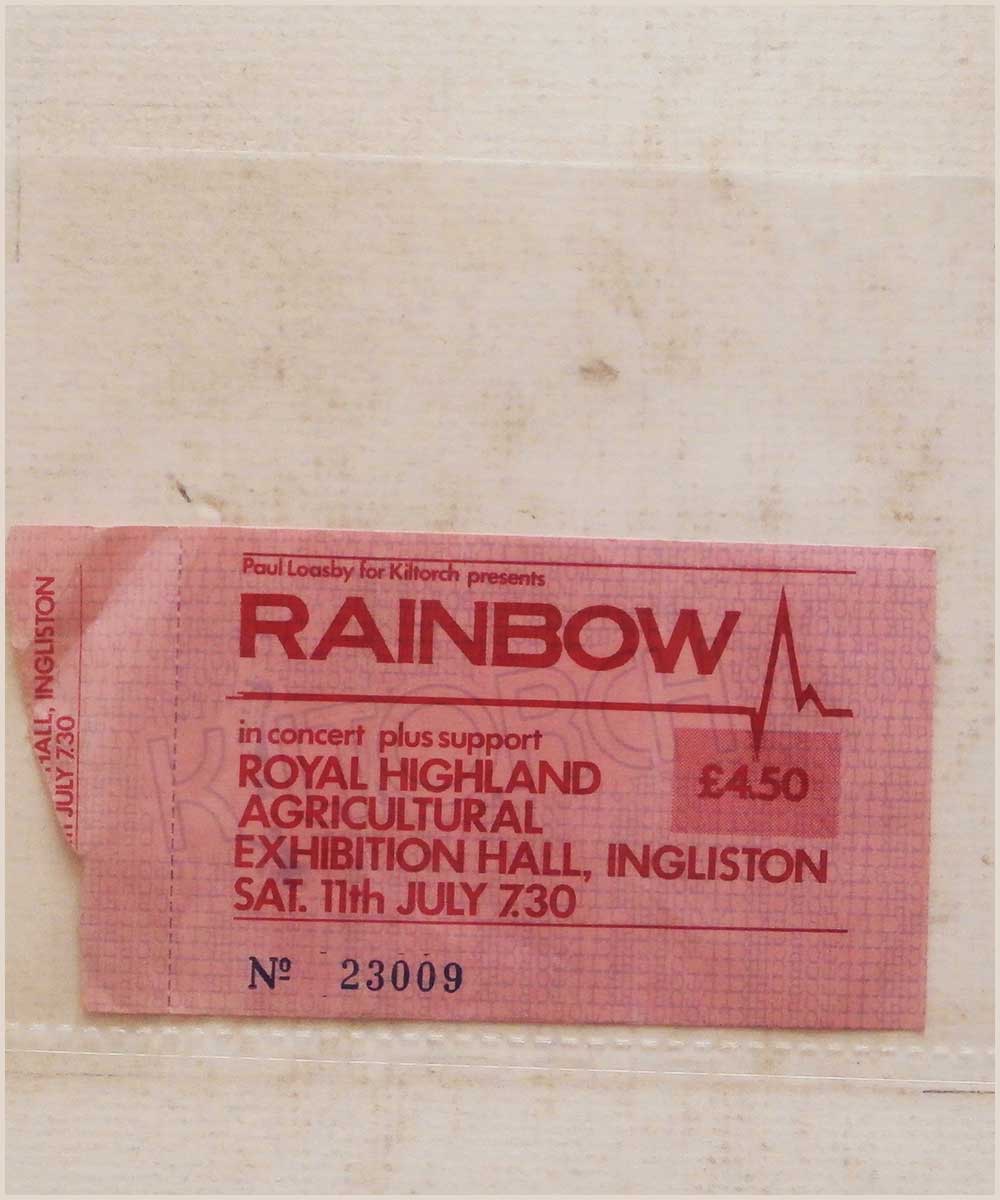 HALL, INGLISTON
JULY 7.30
Paul Loasby for Kiltorch presents
RAINBOW
in concert plus support
ROYAL HIGHLAND
AGRICULTURAL
EXHIBITION HALL, INGLISTON
SAT. 11th JULY 7.30
£4.50
Nº 23009
KILTORCH